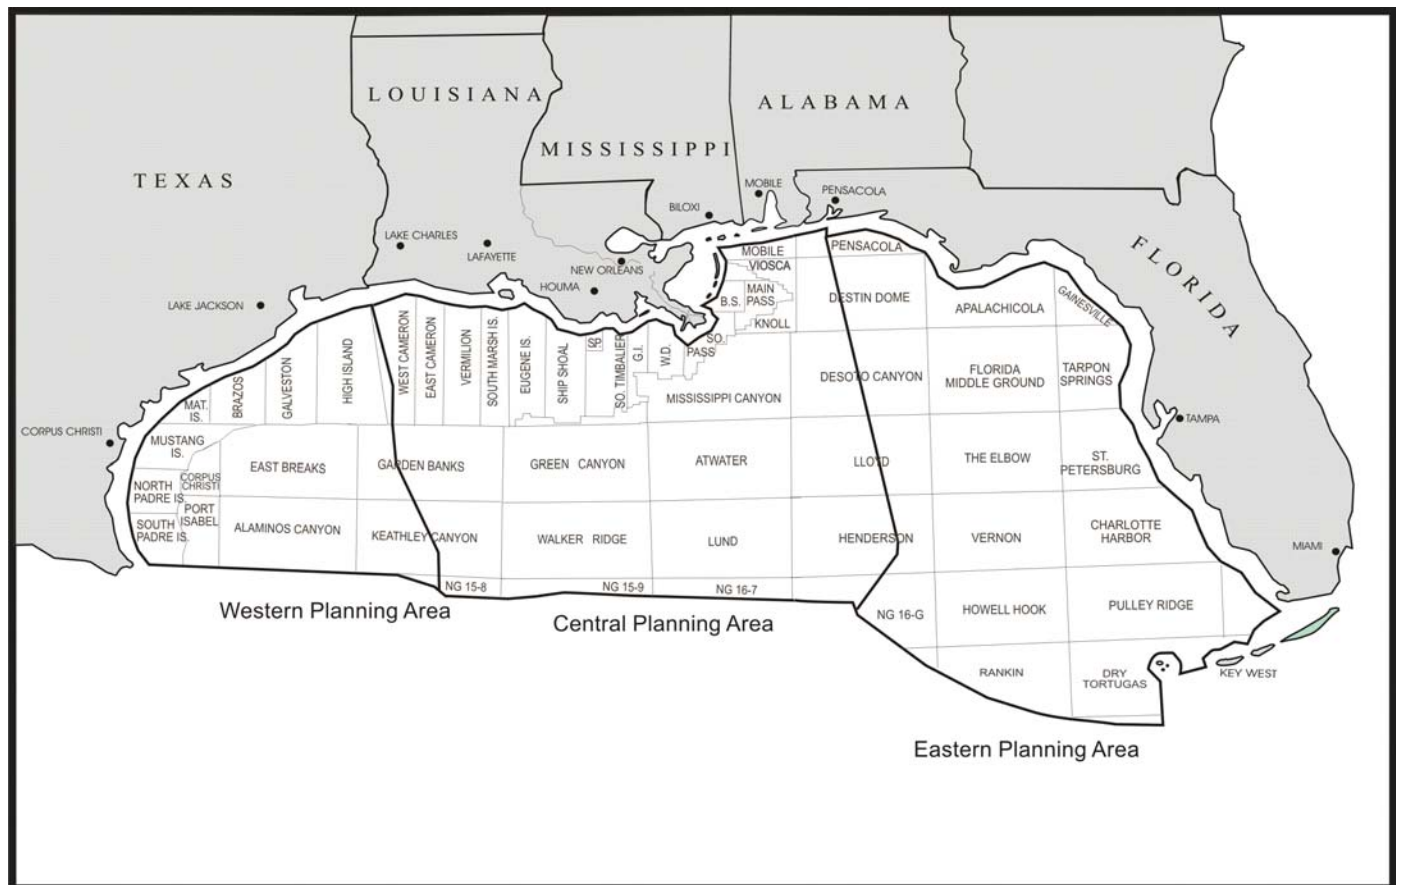 LOUISIANA
ALABAMA
MISSISSIPPI
TEXAS
FLORIDA
MOBILE
PENSACOLA
BILOXI
LAKE CHARLES
LAFAYETTE
NEW ORLEANS
HOUMA
LAKE JACKSON
CORPUS CHRISTI
TAMPA
MIAMI
KEY WEST
MOBILE
VIOSCA
PENSACOLA
B.S.
MAIN
PASS
KNOLL
DESTIN DOME
APALACHICOLA
GAINESVILLE
WEST CAMERON
EAST CAMERON
VERMILION
SOUTH MARSH IS.
EUGENE IS.
SHIP SHOAL
SO. TIMBALIER
G.I.
W.D.
SO.
PASS
MAT.
IS.
BRAZOS
GALVESTON
HIGH ISLAND
MISSISSIPPI CANYON
DESOTO CANYON
FLORIDA
MIDDLE GROUND
TARPON
SPRINGS
MUSTANG
IS.
CORPUS
CHRISTI
EAST BREAKS
GARDEN BANKS
GREEN CANYON
ATWATER
LLOYD
THE ELBOW
ST.
PETERSBURG
NORTH
PADRE IS.
PORT
ISABEL
SOUTH
PADRE IS.
ALAMINOS CANYON
KEATHLEY CANYON
WALKER RIDGE
LUND
HENDERSON
VERNON
CHARLOTTE
HARBOR
NG 15-8
NG 15-9
NG 16-7
NG 16-G
HOWELL HOOK
PULLEY RIDGE
RANKIN
DRY
TORTUGAS
Western Planning Area
Central Planning Area
Eastern Planning Area